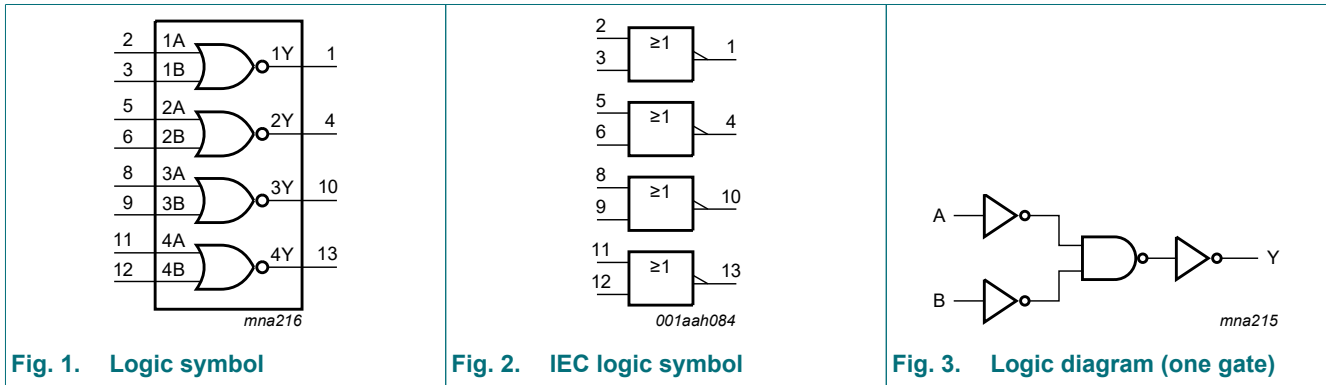 2 1A 1Y 1
3 1B
5 2A 2Y 4
6 2B
8 3A 3Y 10
9 3B
11 4A 4Y 13
12 4B
mna216
Fig. 1. Logic symbol
2 ≥1 1
3
5 ≥1 4
6
8 ≥1 10
9
11 ≥1 13
12
001aah084
Fig. 2. IEC logic symbol
A
Y
B
mna215
Fig. 3. Logic diagram (one gate)